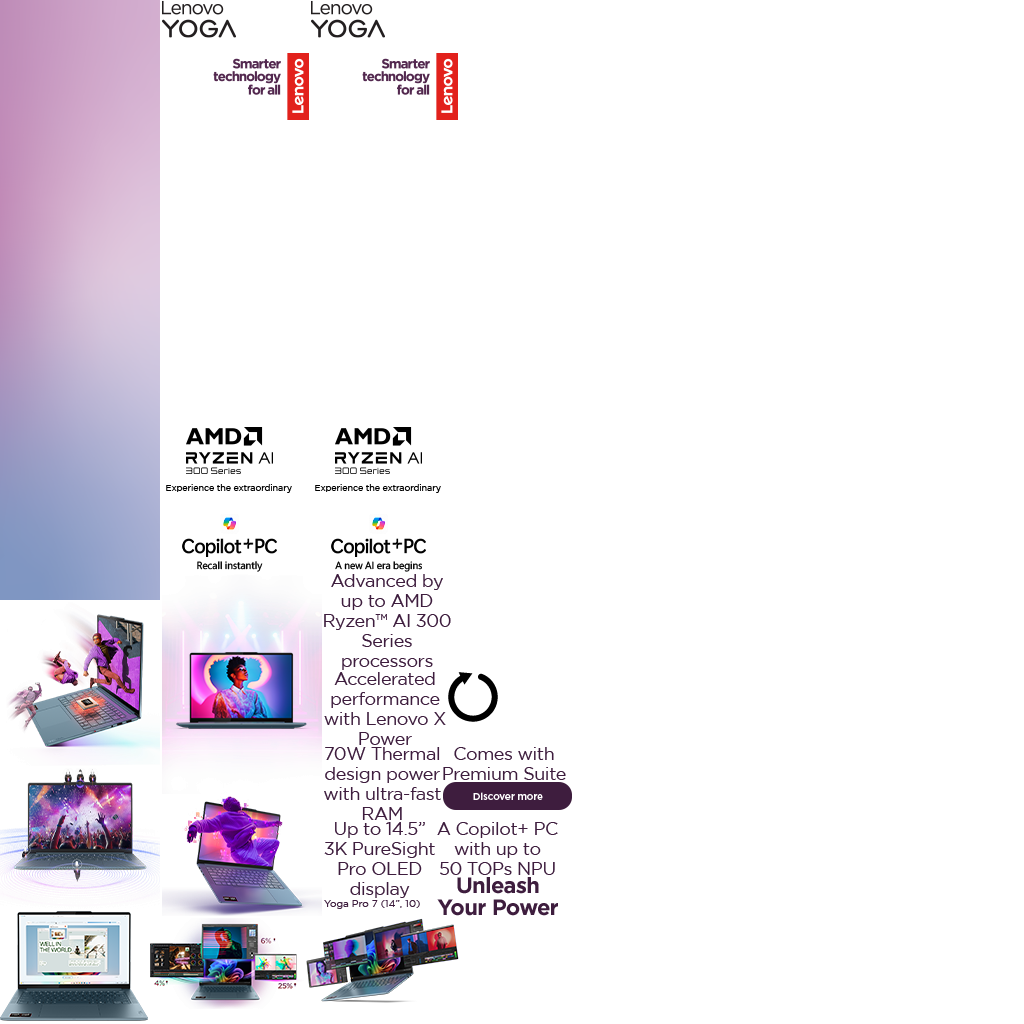 Lenovo
YOGA
Lenovo
YOGA
Smarter
technology
for all
Lenovo
Smarter
technology
for all
Lenovo
AMD
RYZEN AI
300 Series
Experience the extraordinary
AMD
RYZEN AI
300 Series
Experience the extraordinary
Copilot+PC
Recall instantly
Copilot+PC
A new AI era begins
Advanced by
up to AMD
Ryzen™ AI 300
Series
processors
Accelerated
performance
with Lenovo X
Power
70W Thermal
design power
with ultra-fast
RAM
Comes with
Premium Suite
Discover more
Up to 14.5”
3K PureSight
Pro OLED
display
A Copilot+ PC
with up to
50 TOPs NPU
Yoga Pro 7 (14”, 10)
Unleash
Your Power
WELL IN
THE WORLD
6%
4%
25%